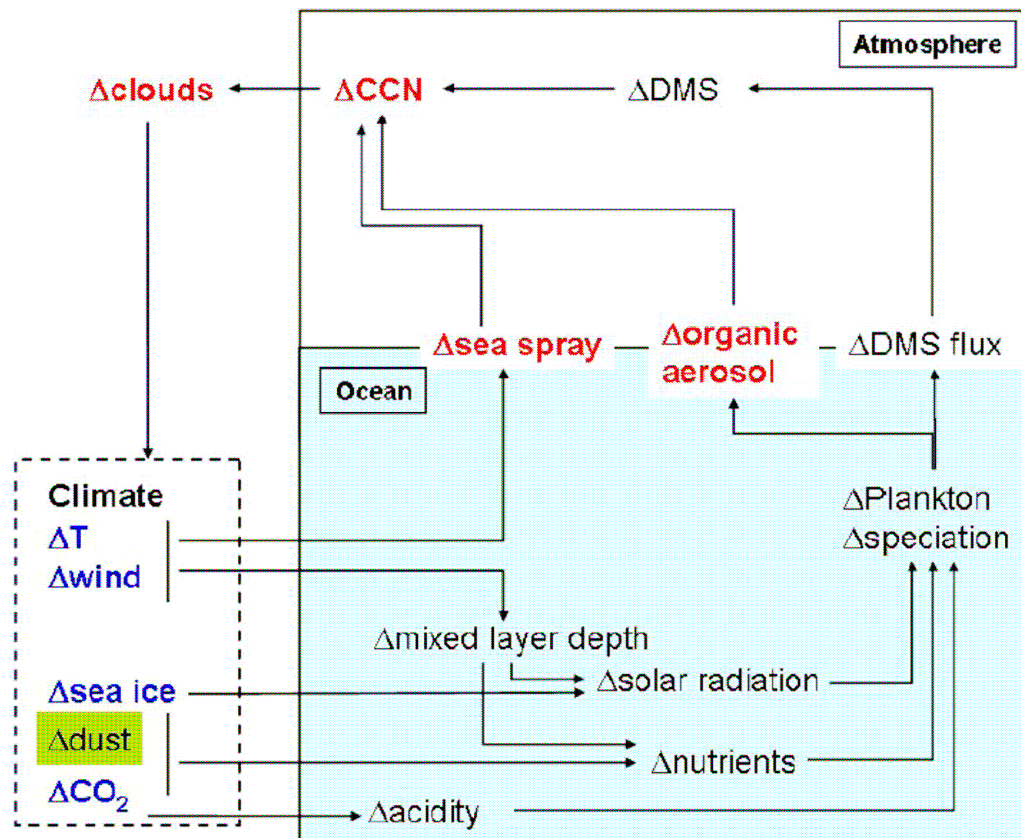 Atmosphere
Δclouds
ΔCCN
ΔDMS
Δsea spray
Δorganic
aerosol
ΔDMS flux
Ocean
Climate
ΔT
Δwind
ΔPlankton
Δspeciation
Δmixed layer depth
Δsea ice
Δsolar radiation
Δdust
Δnutrients
ΔCO₂
Δacidity